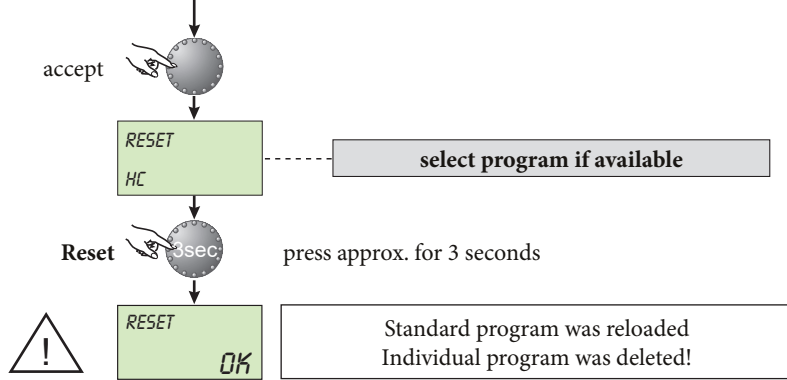 accept
RESET
HC
select program if available
Reset
3sec
press approx. for 3 seconds
!
RESET
OK
Standard program was reloaded
Individual program was deleted!